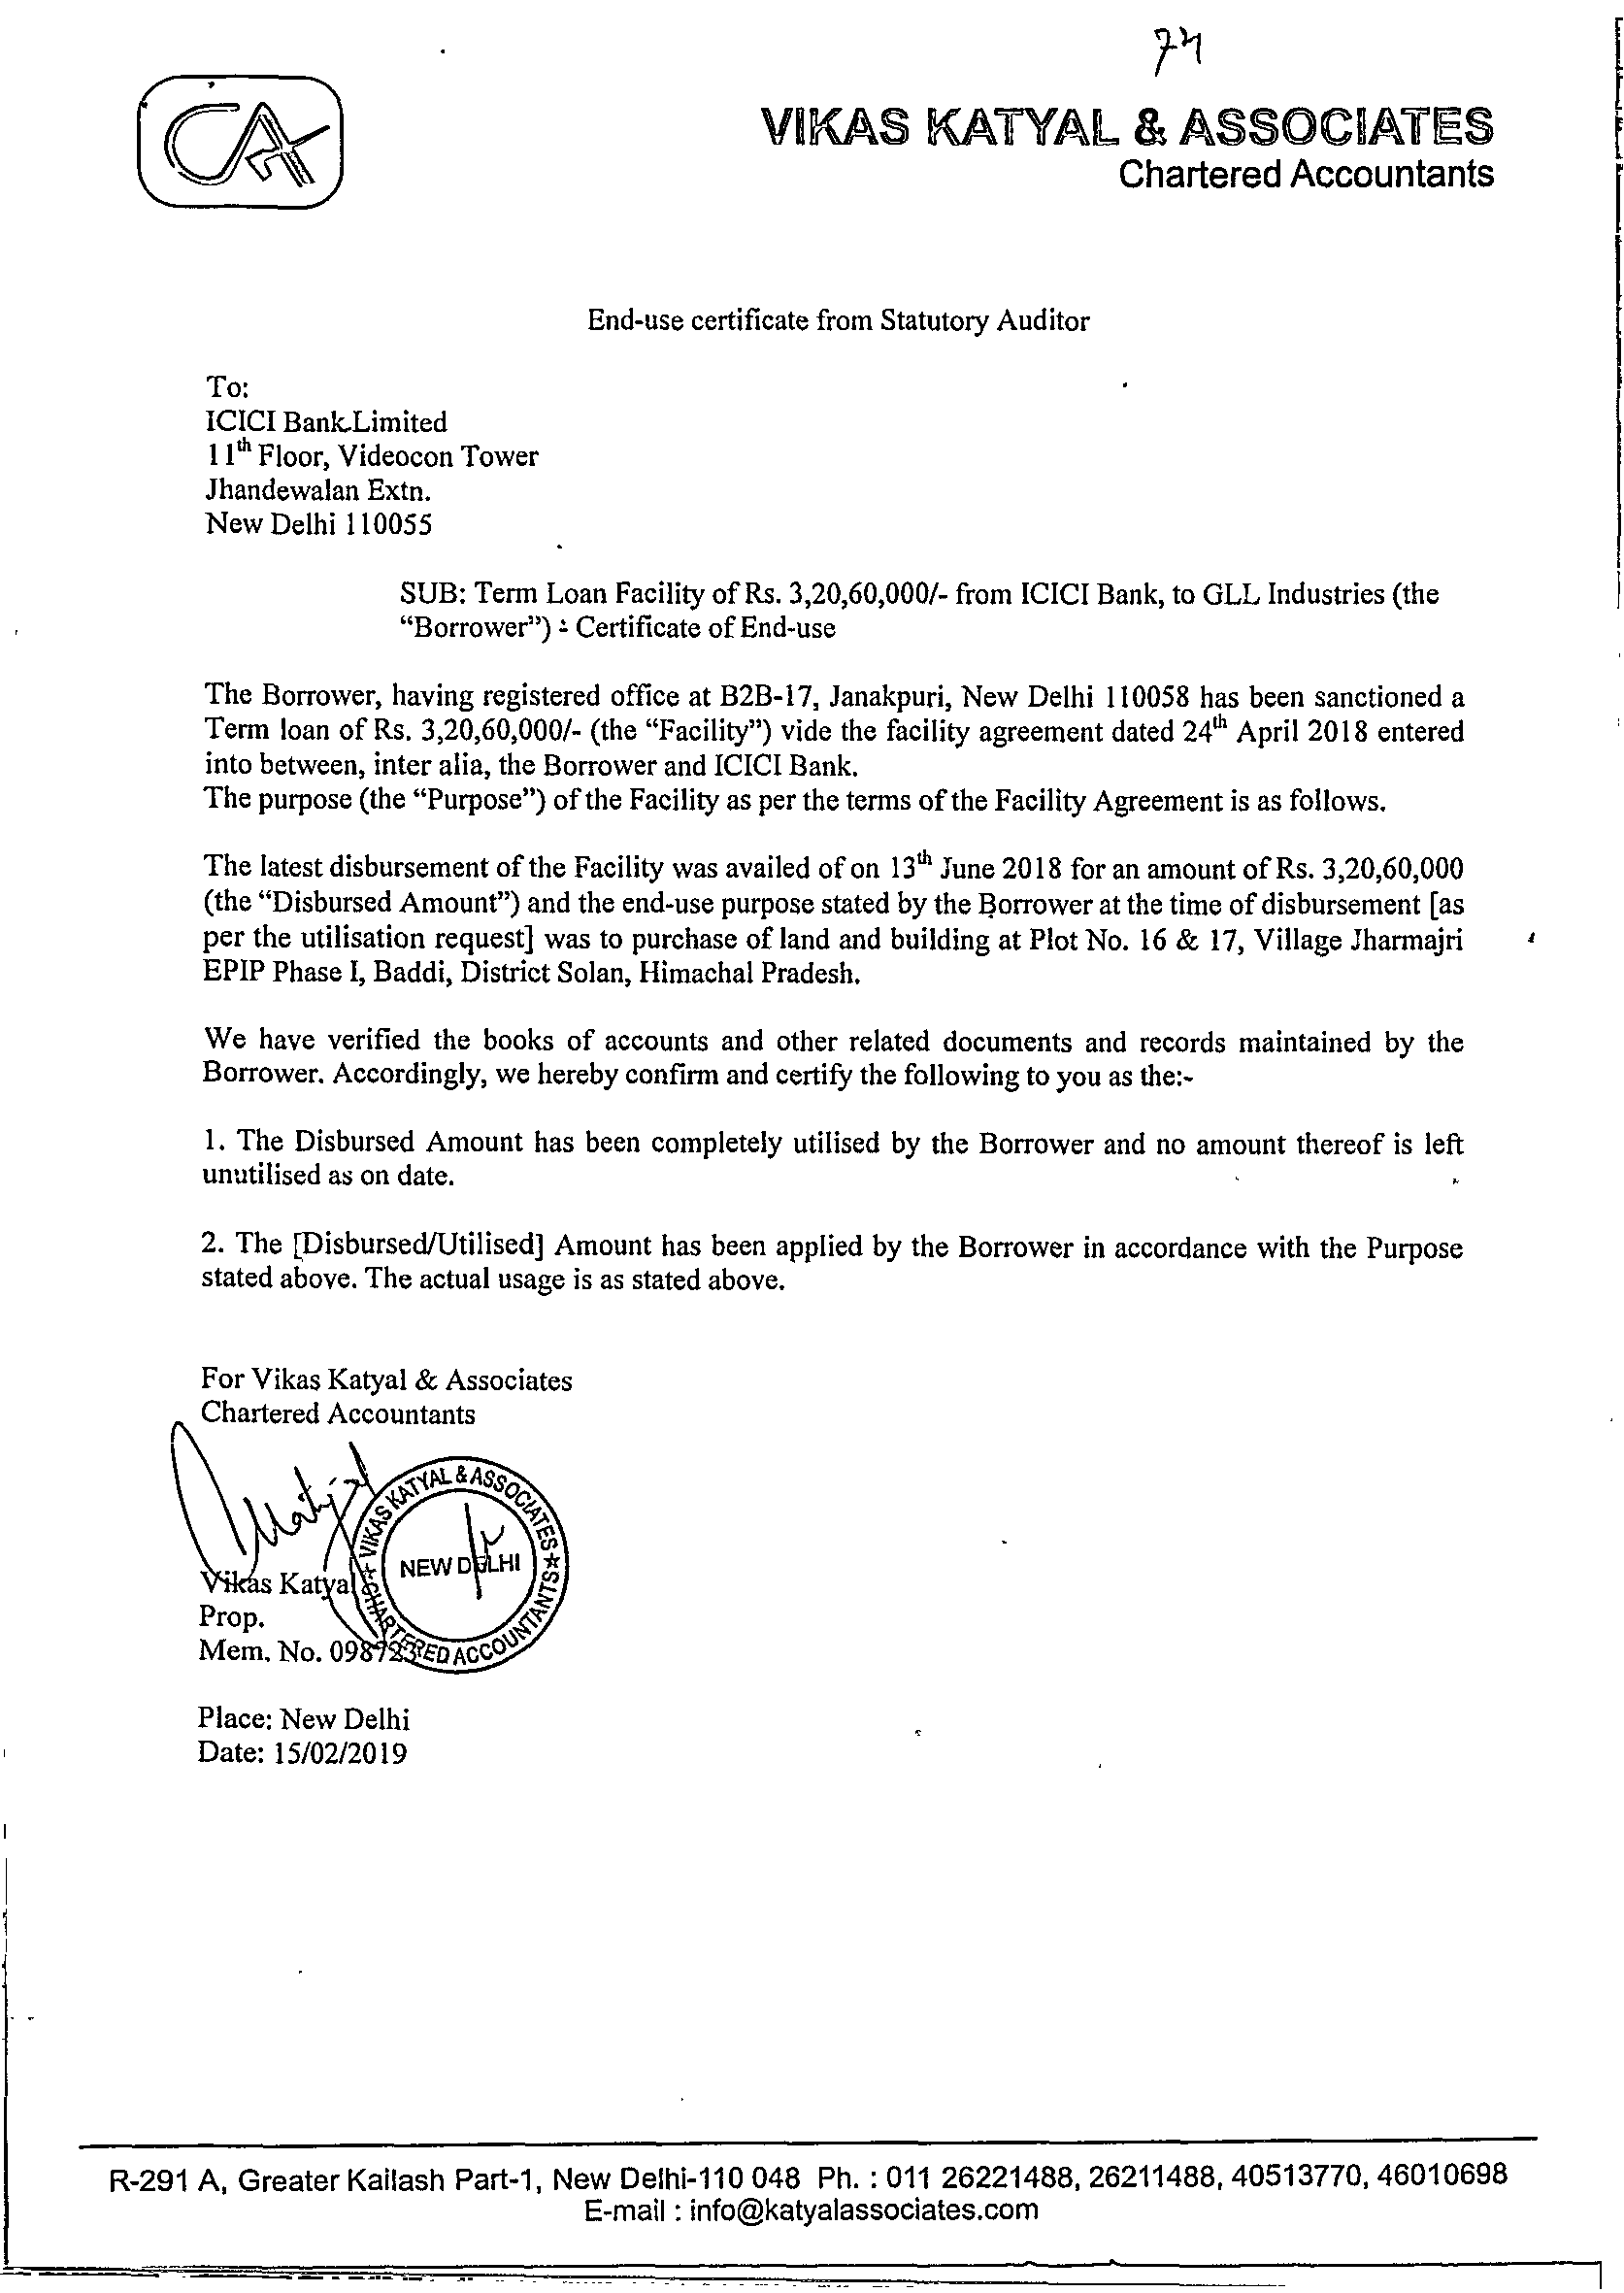 74
CA
VIKAS KATYAL & ASSOCIATES
Chartered Accountants
End-use certificate from Statutory Auditor
To:
ICICI Bank Limited
11th Floor, Videocon Tower
Jhandewalan Extn.
New Delhi 110055
SUB: Term Loan Facility of Rs. 3,20,60,000/- from ICICI Bank, to GLL Industries (the
“Borrower”) - Certificate of End-use
The Borrower, having registered office at B2B-17, Janakpuri, New Delhi 110058 has been sanctioned a
Term loan of Rs. 3,20,60,000/- (the “Facility”) vide the facility agreement dated 24th April 2018 entered
into between, inter alia, the Borrower and ICICI Bank.
The purpose (the “Purpose”) of the Facility as per the terms of the Facility Agreement is as follows.
The latest disbursement of the Facility was availed of on 13th June 2018 for an amount of Rs. 3,20,60,000
(the “Disbursed Amount”) and the end-use purpose stated by the Borrower at the time of disbursement [as
per the utilisation request] was to purchase of land and building at Plot No. 16 & 17, Village Jharmajri
EPIP Phase I, Baddi, District Solan, Himachal Pradesh.
We have verified the books of accounts and other related documents and records maintained by the
Borrower. Accordingly, we hereby confirm and certify the following to you as the:-
1. The Disbursed Amount has been completely utilised by the Borrower and no amount thereof is left
unutilised as on date.
2. The [Disbursed/Utilised] Amount has been applied by the Borrower in accordance with the Purpose
stated above. The actual usage is as stated above.
For Vikas Katyal & Associates
Chartered Accountants
VIKAS KATYAL & ASSOCIATES
NEW DELHI
CHARTERED ACCOUNTANTS
Vikas Katyal
Prop.
Mem. No.
Place: New Delhi
Date: 15/02/2019
R-291 A, Greater Kailash Part-1, New Delhi-110 048 Ph. : 011 26221488, 26211488, 40513770, 46010698
E-mail : info@katyalassociates.com